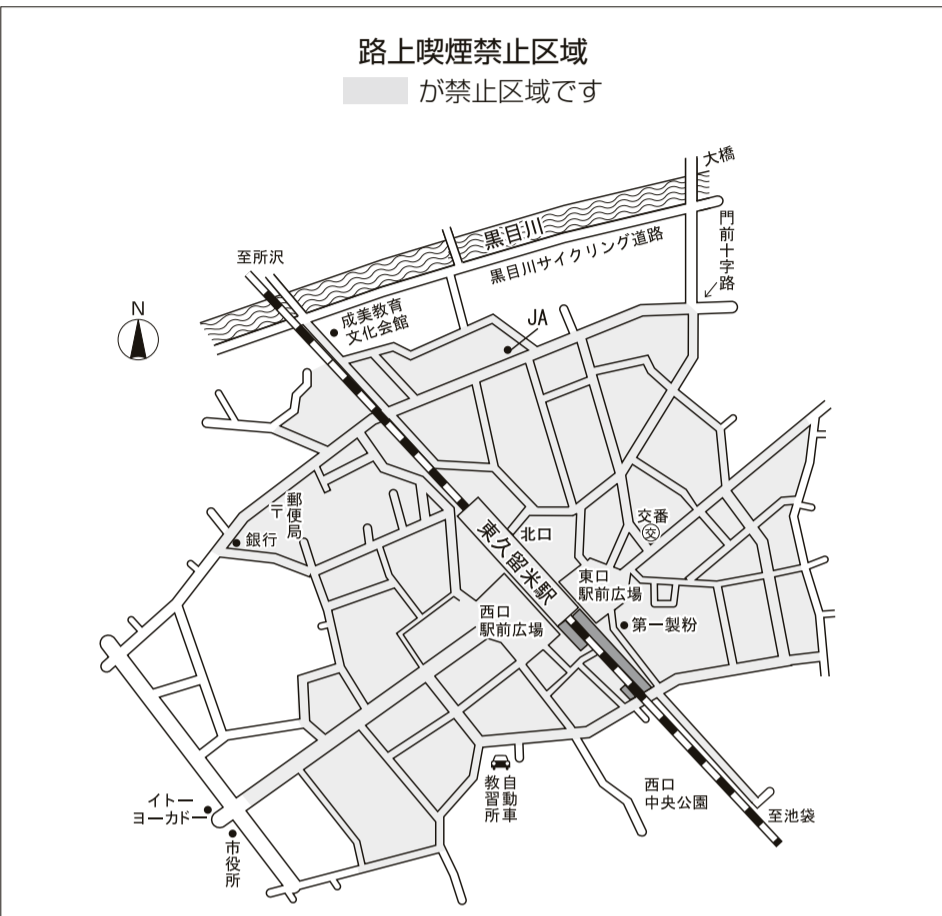 路上喫煙禁止区域
が禁止区域です
大橋
門前十字路
黒目川
黒目川サイクリング道路
至所沢
N
成美教育
文化会館
JA
郵便局
〒
銀行
交番
交
北口
東久留米駅
東口
駅前広場
西口
駅前広場
第一製粉
自動車
教習所
西口
中央公園
至池袋
イトー
ヨーカドー
市役所